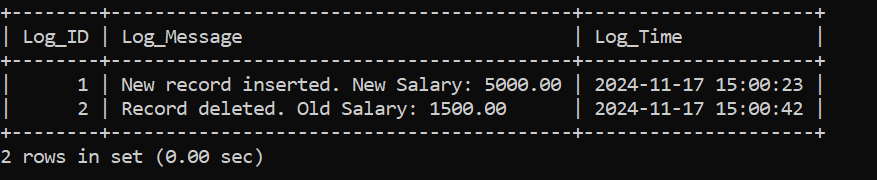 +--------+------------------------------------------+---------------------+
| Log_ID | Log_Message                              | Log_Time            |
+--------+------------------------------------------+---------------------+
|      1 | New record inserted. New Salary: 5000.00 | 2024-11-17 15:00:23 |
|      2 | Record deleted. Old Salary: 1500.00      | 2024-11-17 15:00:42 |
+--------+------------------------------------------+---------------------+
2 rows in set (0.00 sec)